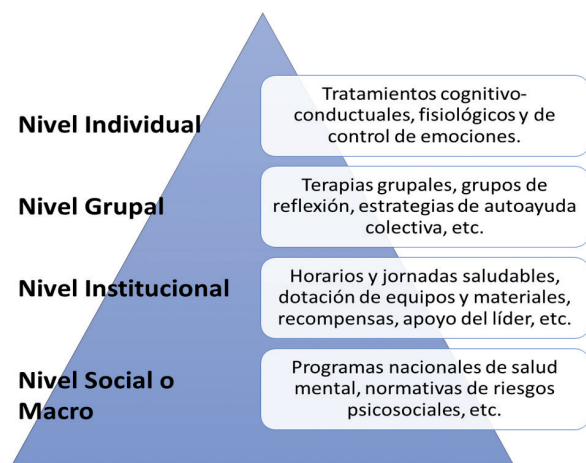 Nivel Individual
Tratamientos cognitivo-
conductuales, fisiológicos y de
control de emociones.
Nivel Grupal
Terapias grupales, grupos de
reflexión, estrategias de autoayuda
colectiva, etc.
Nivel Institucional
Horarios y jornadas saludables,
dotación de equipos y materiales,
recompensas, apoyo del líder, etc.
Nivel Social o
Macro
Programas nacionales de salud
mental, normativas de riesgos
psicosociales, etc.